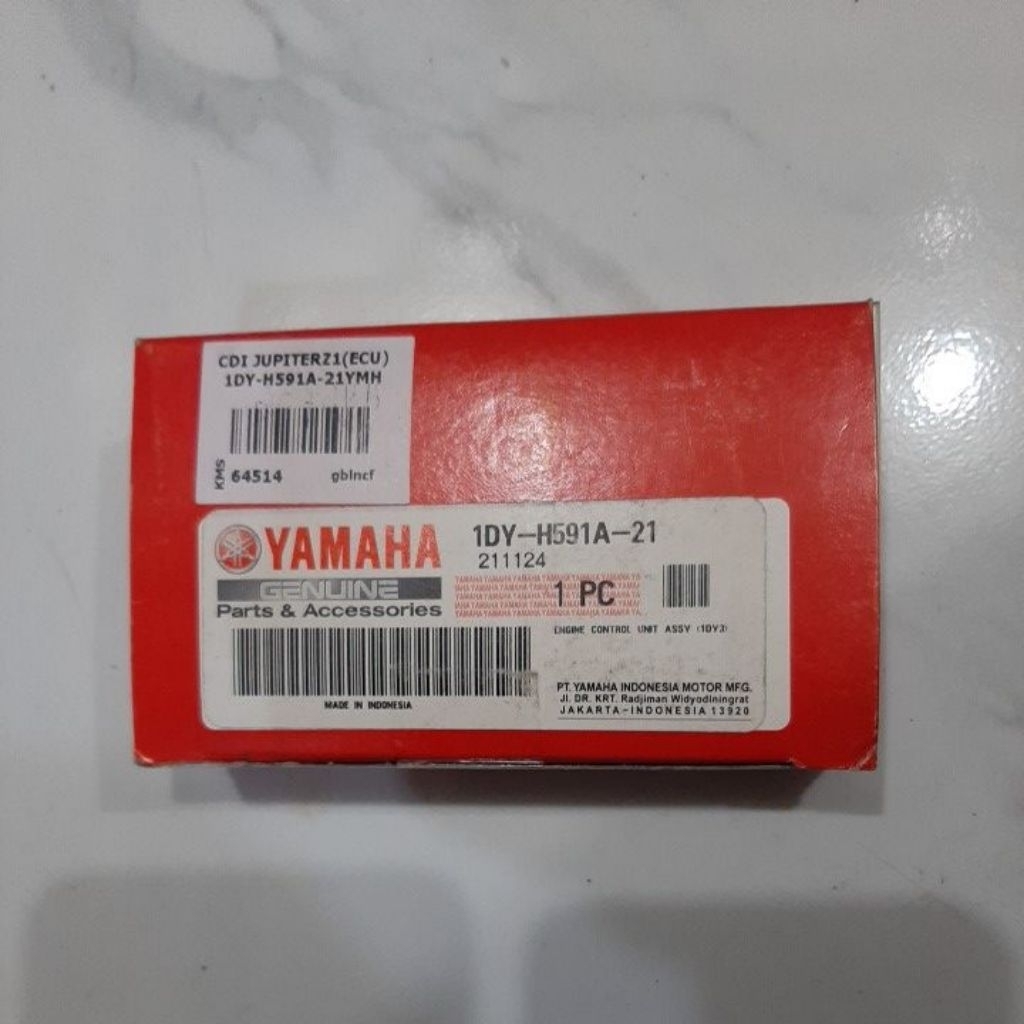 CDI JUPITERZ1(ECU)
1DY-H591A-21YMH
KMS 64514 gblncf
YAMAHA 1DY-H591A-21
211124
GENUINE
Parts & Accessories
1 PC
ENGINE CONTROL UNIT ASSY (1DY3)
MADE IN INDONESIA
PT. YAMAHA INDONESIA MOTOR MFG.
Jl. DR. KRT. Radjiman Widyodiningrat
JAKARTA-INDONESIA 13920